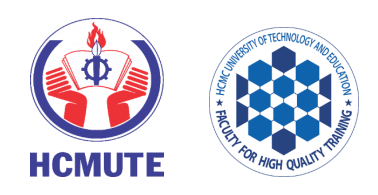 HCMUTE
HCMC UNIVERSITY OF TECHNOLOGY AND EDUCATION
★ FACULTY FOR HIGH QUALITY TRAINING ★